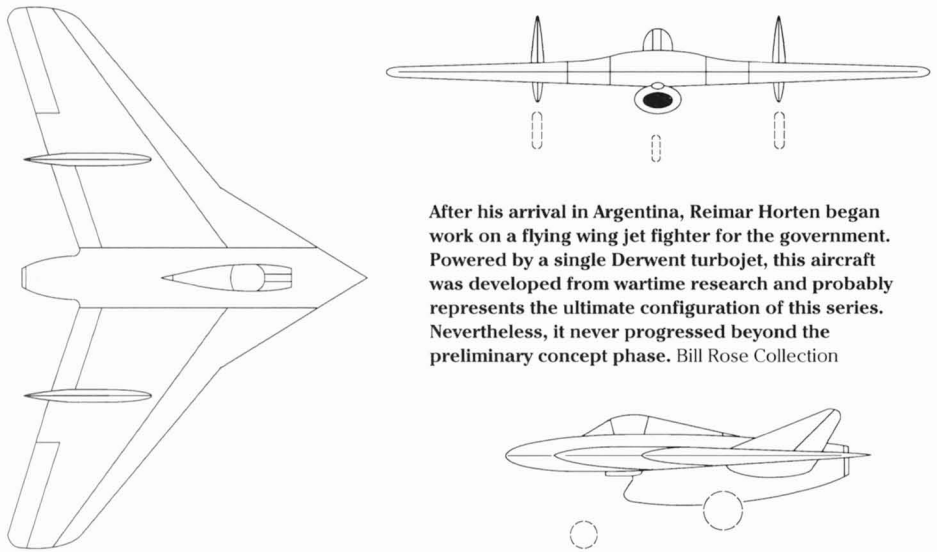 After his arrival in Argentina, Reimar Horten began
work on a flying wing jet fighter for the government.
Powered by a single Derwent turbojet, this aircraft
was developed from wartime research and probably
represents the ultimate configuration of this series.
Nevertheless, it never progressed beyond the
preliminary concept phase. Bill Rose Collection